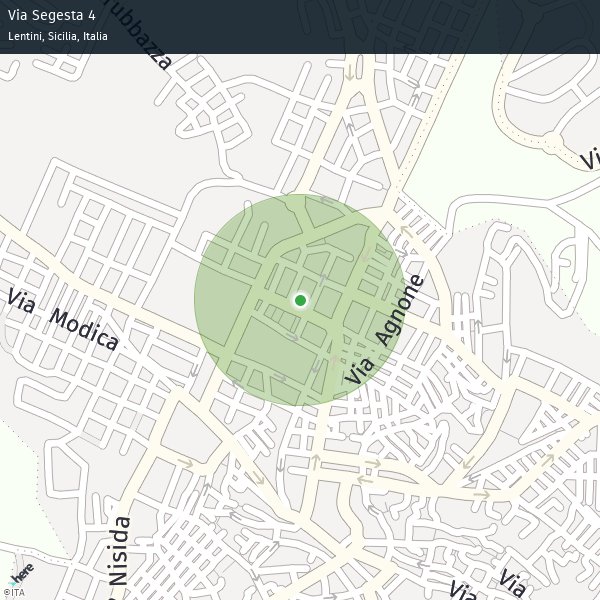 Via Segesta 4
Lentini, Sicilia, Italia
rubbazza
Vi
Via Modica
Via Agnone
Nisida
Via
Via
here
©ITA